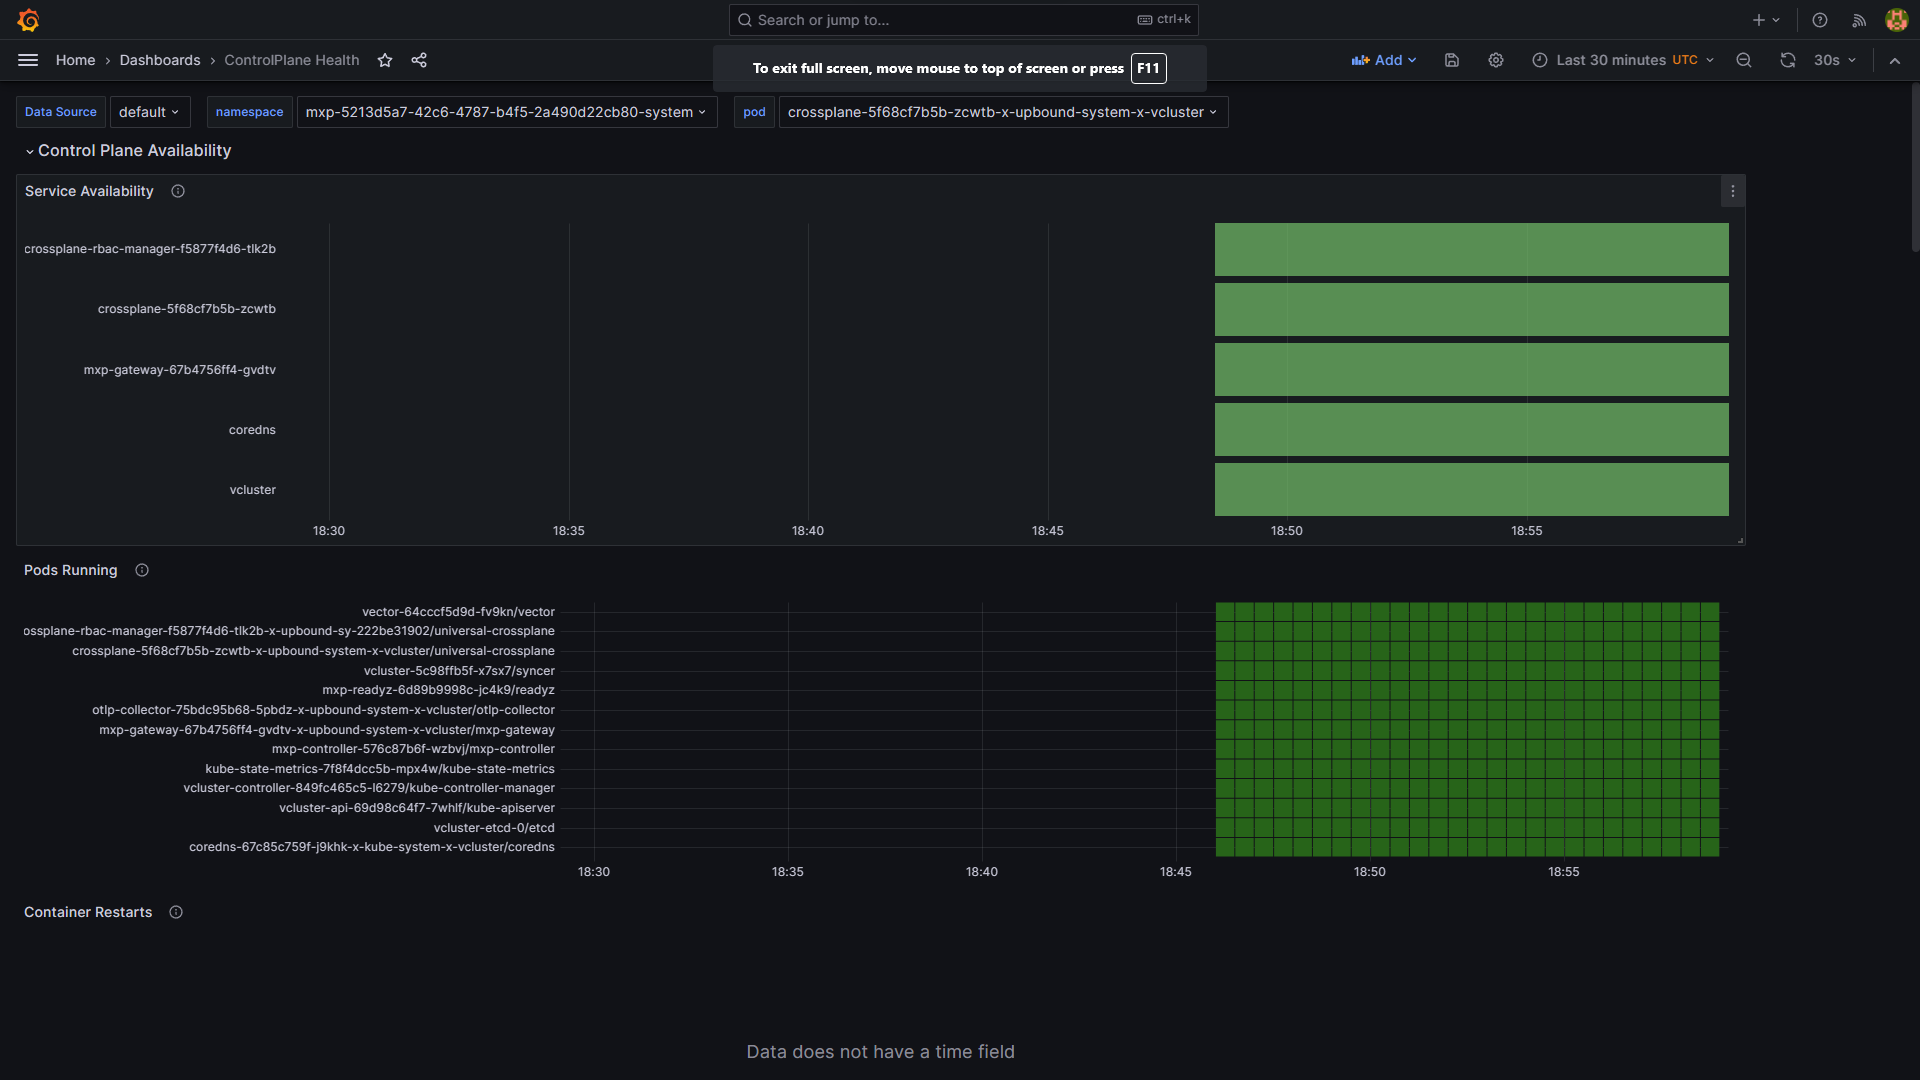 Search or jump to...
ctrl+k
Home
Dashboards
ControlPlane Health
To exit full screen, move mouse to top of screen or press F11
Add
Last 30 minutes UTC
30s
Data Source
default
namespace
mxp-5213d5a7-42c6-4787-b4f5-2a490d22cb80-system
pod
crossplane-5f68cf7b5b-zcwtb-x-upbound-system-x-vcluster
Control Plane Availability
Service Availability
crossplane-rbac-manager-f5877f4d6-tlk2b
crossplane-5f68cf7b5b-zcwtb
mxp-gateway-67b4756ff4-gvdtv
coredns
vcluster
18:30 18:35 18:40 18:45 18:50 18:55
Pods Running
vector-64cccf5d9d-fv9kn/vector
ossplane-rbac-manager-f5877f4d6-tlk2b-x-upbound-sy-222be31902/universal-crossplane
crossplane-5f68cf7b5b-zcwtb-x-upbound-system-x-vcluster/universal-crossplane
vcluster-5c98ffb5f-x7sx7/syncer
mxp-readyz-6d89b9998c-jc4k9/readyz
otlp-collector-75bdc95b68-5pbdz-x-upbound-system-x-vcluster/otlp-collector
mxp-gateway-67b4756ff4-gvdtv-x-upbound-system-x-vcluster/mxp-gateway
mxp-controller-576c87b6f-wzbvj/mxp-controller
kube-state-metrics-7f8f4dcc5b-mpx4w/kube-state-metrics
vcluster-controller-849fc465c5-l6279/kube-controller-manager
vcluster-api-69d98c64f7-7whlf/kube-apiserver
vcluster-etcd-0/etcd
coredns-67c85c759f-j9khk-x-kube-system-x-vcluster/coredns
18:30 18:35 18:40 18:45 18:50 18:55
Container Restarts
Data does not have a time field